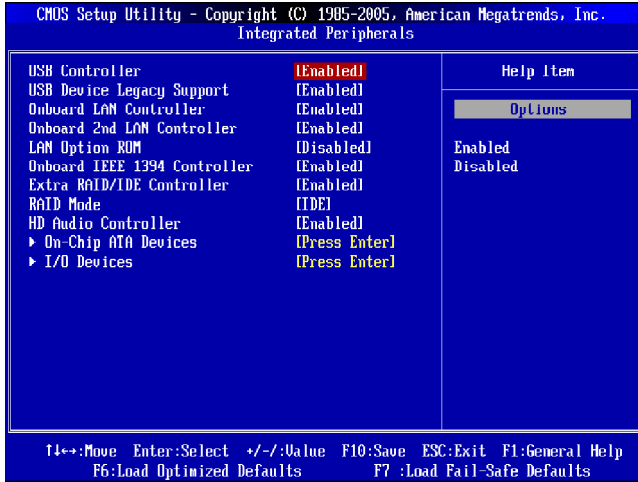 CMOS Setup Utility - Copyright (C) 1985-2005, American Megatrends, Inc.
Integrated Peripherals
USB Controller [Enabled]
USB Device Legacy Support [Enabled]
Onboard LAN Controller [Enabled]
Onboard 2nd LAN Controller [Enabled]
LAN Option ROM [Disabled]
Onboard IEEE 1394 Controller [Enabled]
Extra RAID/IDE Controller [Enabled]
RAID Mode [IDE]
HD Audio Controller [Enabled]
► On-Chip ATA Devices [Press Enter]
► I/O Devices [Press Enter]
Help Item
Options
Enabled
Disabled
↑↓←→:Move Enter:Select +/-/:Value F10:Save ESC:Exit F1:General Help
F6:Load Optimized Defaults F7 :Load Fail-Safe Defaults